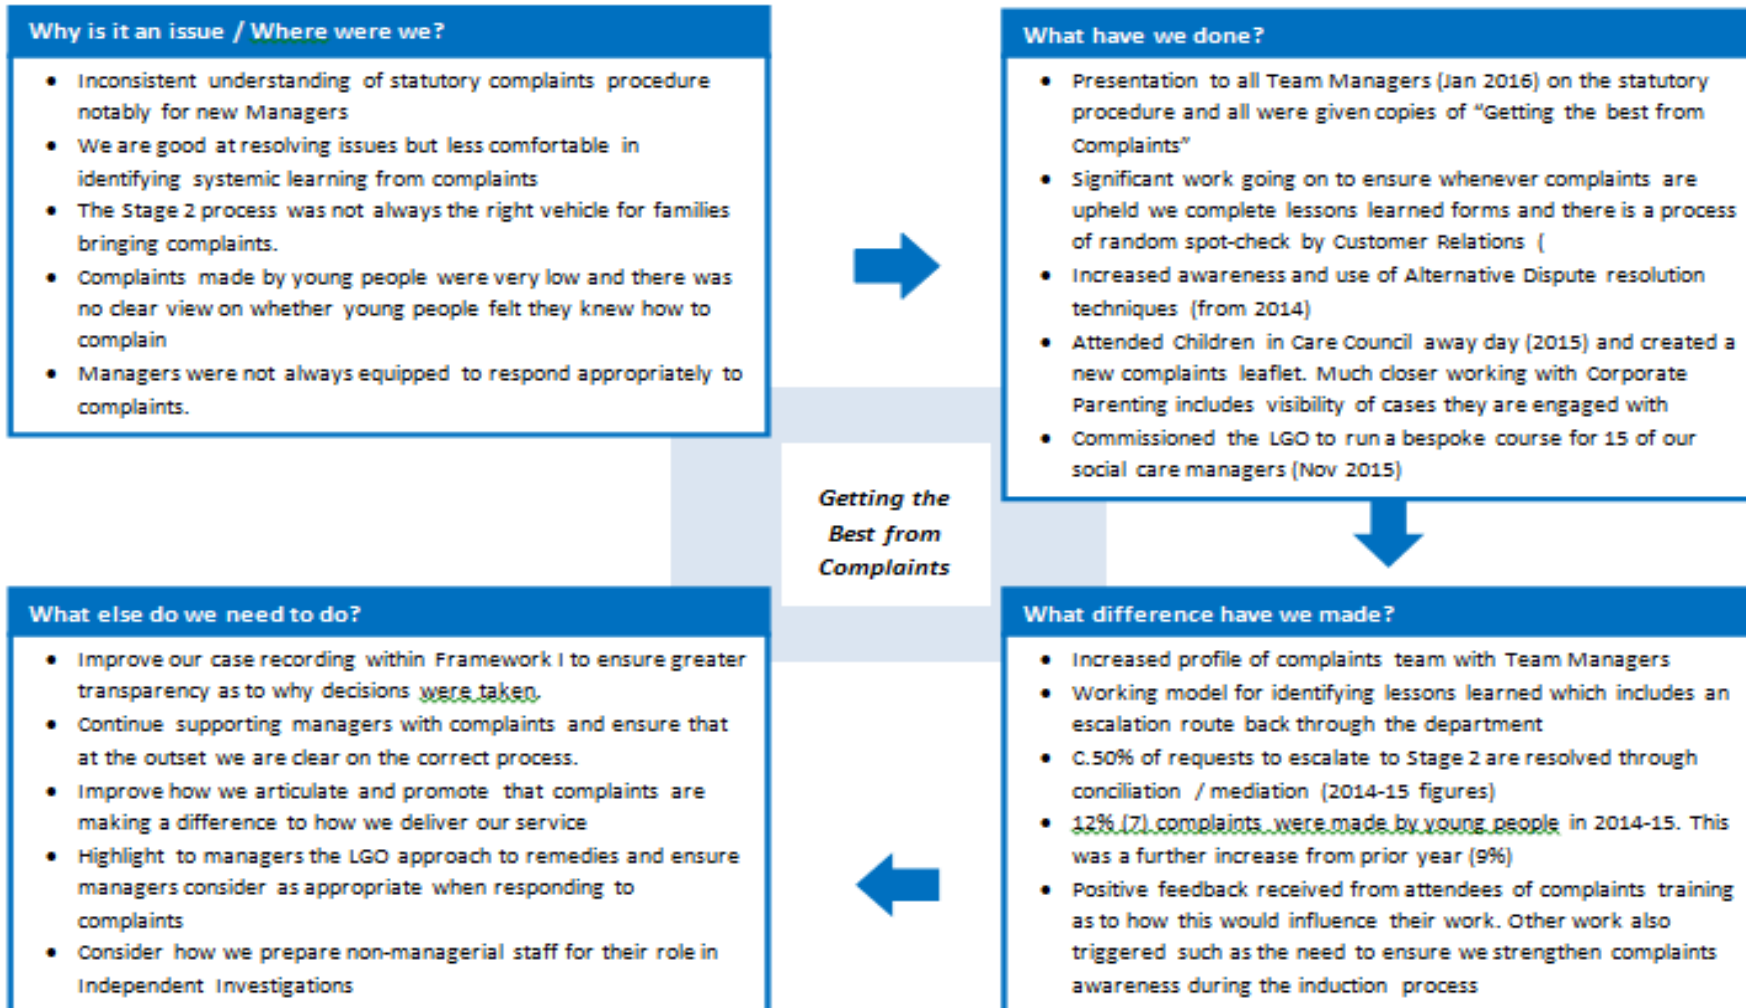 Why is it an issue / Where were we?
• Inconsistent understanding of statutory complaints procedure
notably for new Managers
• We are good at resolving issues but less comfortable in
identifying systemic learning from complaints
• The Stage 2 process was not always the right vehicle for families
bringing complaints.
• Complaints made by young people were very low and there was
no clear view on whether young people felt they knew how to
complain
• Managers were not always equipped to respond appropriately to
complaints.
What have we done?
• Presentation to all Team Managers (Jan 2016) on the statutory
procedure and all were given copies of “Getting the best from
Complaints”
• Significant work going on to ensure whenever complaints are
upheld we complete lessons learned forms and there is a process
of random spot-check by Customer Relations (
• Increased awareness and use of Alternative Dispute resolution
techniques (from 2014)
• Attended Children in Care Council away day (2015) and created a
new complaints leaflet. Much closer working with Corporate
Parenting includes visibility of cases they are engaged with
• Commissioned the LGO to run a bespoke course for 15 of our
social care managers (Nov 2015)
Getting the
Best from
Complaints
What difference have we made?
• Increased profile of complaints team with Team Managers
• Working model for identifying lessons learned which includes an
escalation route back through the department
• C.50% of requests to escalate to Stage 2 are resolved through
conciliation / mediation (2014-15 figures)
• 12% (7) complaints were made by young people in 2014-15. This
was a further increase from prior year (9%)
• Positive feedback received from attendees of complaints training
as to how this would influence their work. Other work also
triggered such as the need to ensure we strengthen complaints
awareness during the induction process
What else do we need to do?
• Improve our case recording within Framework I to ensure greater
transparency as to why decisions were taken.
• Continue supporting managers with complaints and ensure that
at the outset we are clear on the correct process.
• Improve how we articulate and promote that complaints are
making a difference to how we deliver our service
• Highlight to managers the LGO approach to remedies and ensure
managers consider as appropriate when responding to
complaints
• Consider how we prepare non-managerial staff for their role in
Independent Investigations